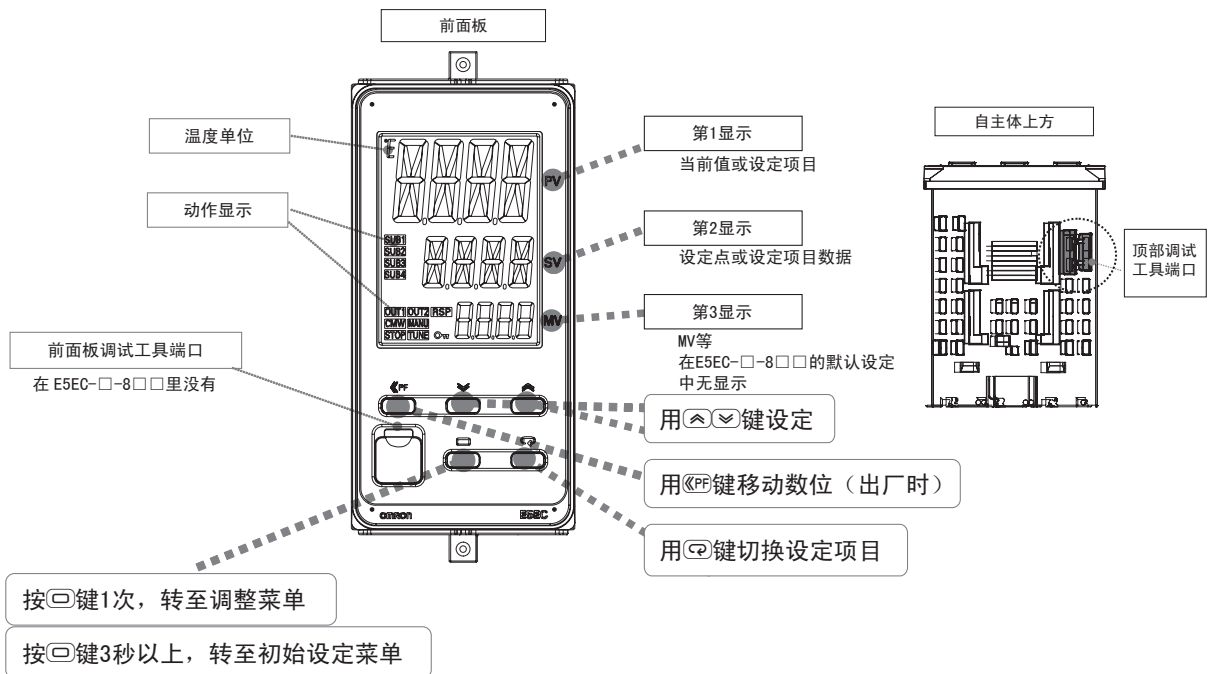 前面板
温度单位
动作显示
前面板调试工具端口
在 E5EC-□-8□□里没有
PV
SUB1
SUB2
SUB3
SUB4
SV
OUT1 OUT2 RSP
CMW MANU
STOP TUNE
MV
PF
omron E5EC
第1显示
当前值或设定项目
第2显示
设定点或设定项目数据
第3显示
MV等
在E5EC-□-8□□的默认设定
中无显示
用键设定
用PF键移动数位（出厂时）
用键切换设定项目
按键1次，转至调整菜单
按键3秒以上，转至初始设定菜单
自主体上方
顶部调试
工具端口